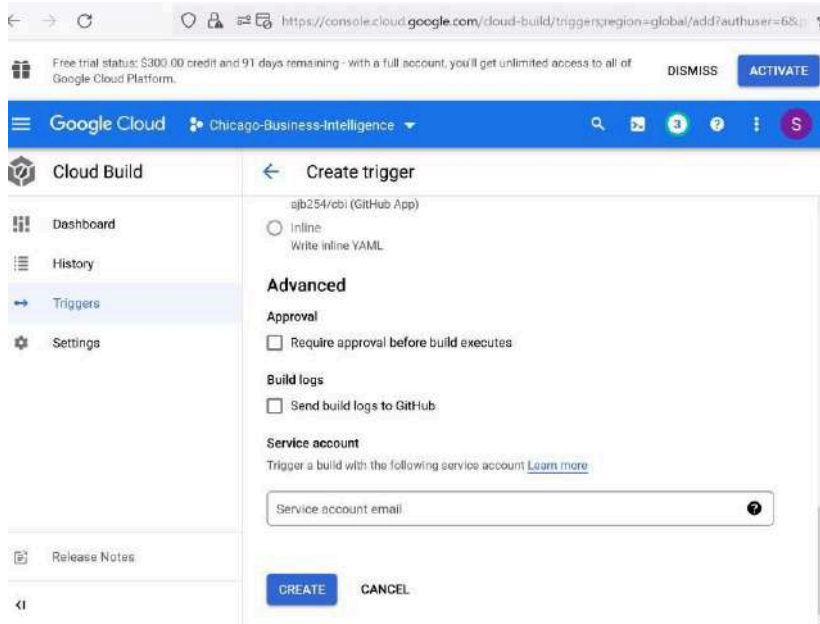 https://console.cloud.google.com/cloud-build/triggers;region=global/add?authuser=6&
Free trial status: $300.00 credit and 91 days remaining - with a full account, you'll get unlimited access to all of
Google Cloud Platform.
DISMISS
ACTIVATE
Google Cloud
Chicago-Business-Intelligence
3
S
Cloud Build
Create trigger
ajb254/cbi (GitHub App)
Dashboard
Inline
Write inline YAML
History
Advanced
Triggers
Approval
Settings
Require approval before build executes
Build logs
Send build logs to GitHub
Service account
Trigger a build with the following service account Learn more
Service account email
Release Notes
CREATE
CANCEL